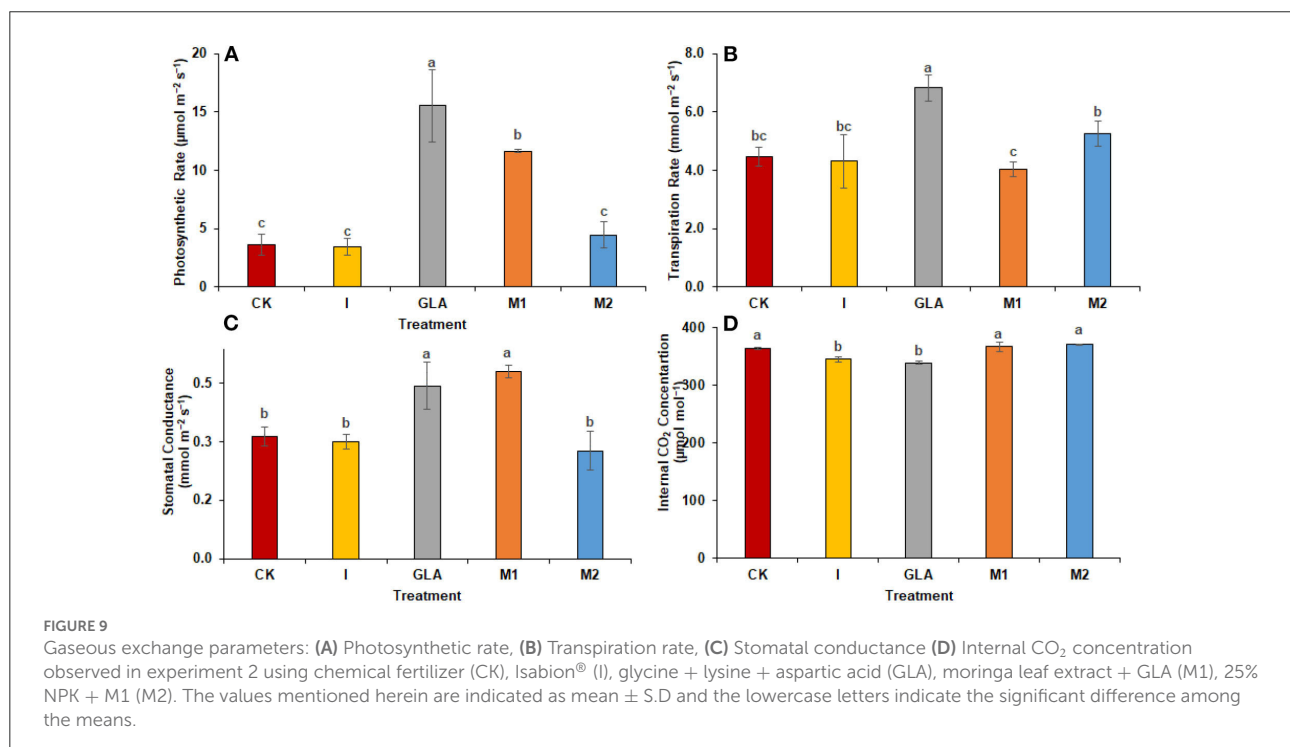 A
Photosynthetic Rate (µmol m⁻² s⁻¹)
20
15
10
5
0
c
c
a
b
c
CK I GLA M1 M2
Treatment
B
Transpiration Rate (mmol m⁻² s⁻¹)
8.0
6.0
4.0
2.0
0.0
bc
bc
a
c
b
CK I GLA M1 M2
C
Stomatal Conductance
(mmol m⁻² s⁻¹)
0.5
0.3
0.2
0.0
b
b
a
a
b
CK I GLA M1 M2
Treatment
D
Internal CO₂ Concentartion
(µmol mol⁻¹)
400
300
200
100
0
a
b
b
a
a
CK I GLA M1 M2
Treatment
FIGURE 9
Gaseous exchange parameters: (A) Photosynthetic rate, (B) Transpiration rate, (C) Stomatal conductance (D) Internal CO₂ concentration
observed in experiment 2 using chemical fertilizer (CK), Isabion® (I), glycine + lysine + aspartic acid (GLA), moringa leaf extract + GLA (M1), 25%
NPK + M1 (M2). The values mentioned herein are indicated as mean ± S.D and the lowercase letters indicate the significant difference among
the means.